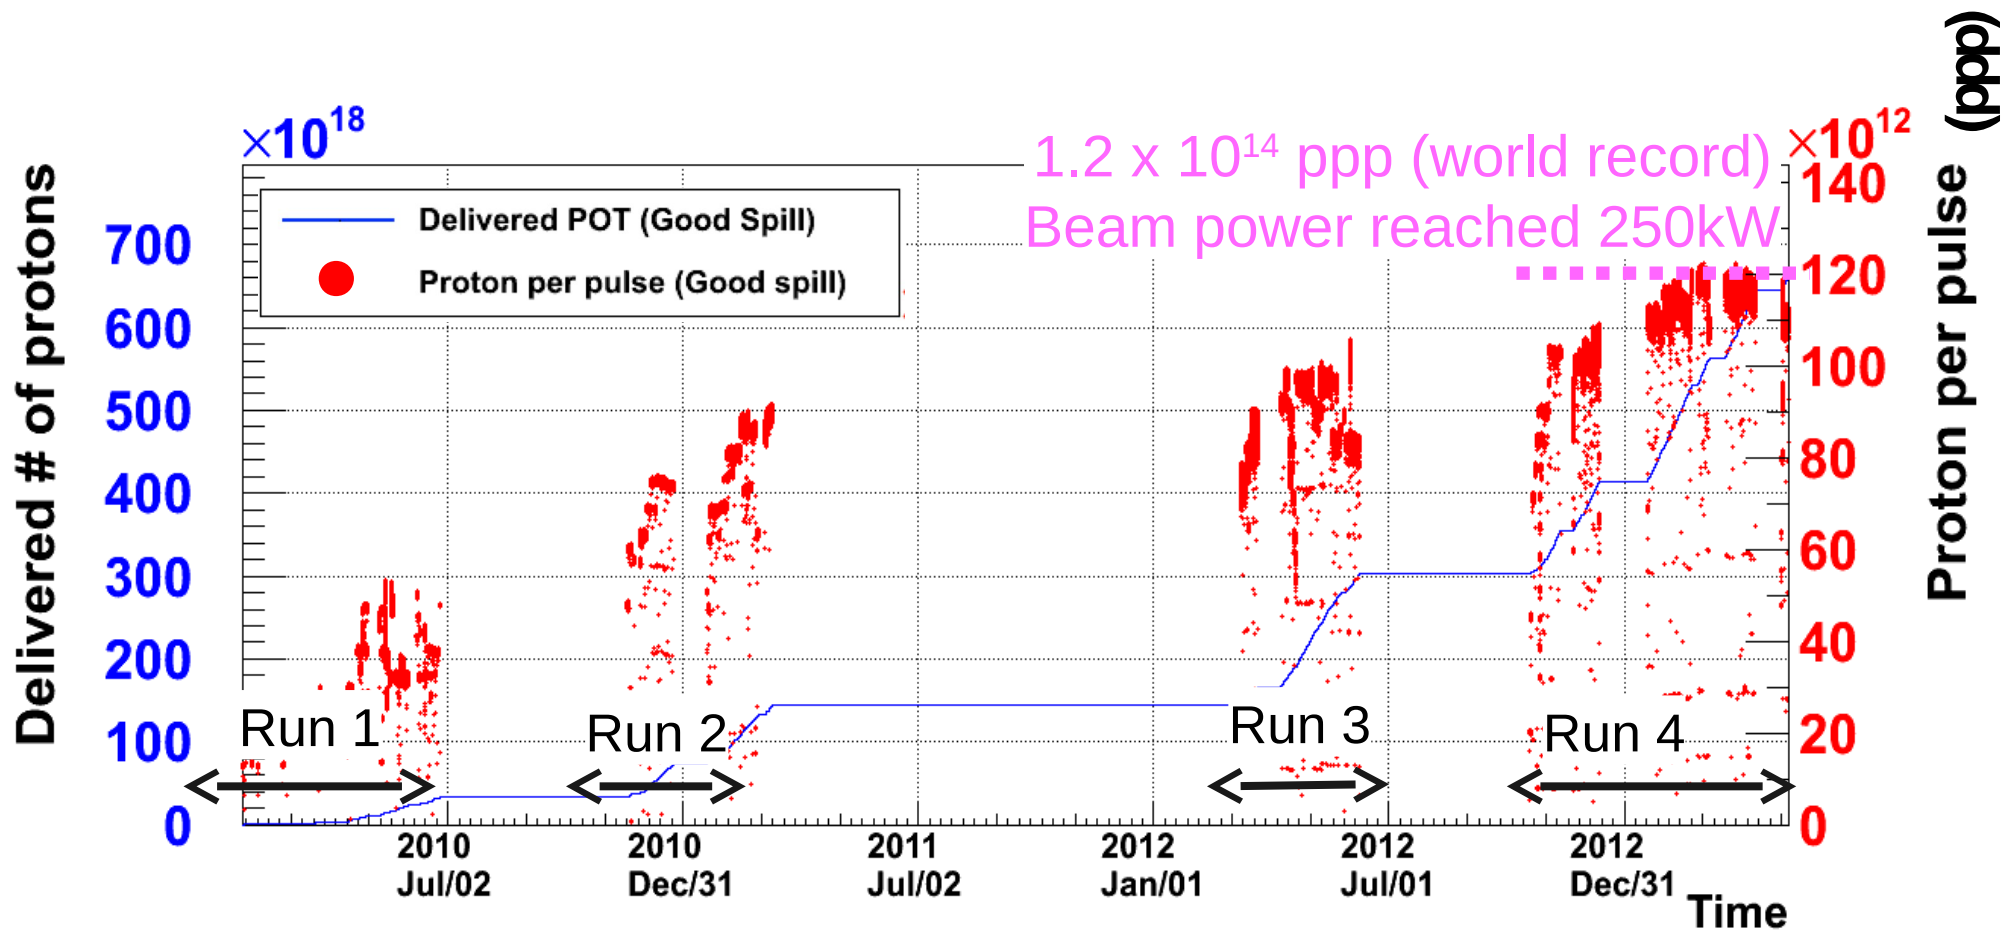 (ppp)
×10^18
1.2 x 10^14 ppp (world record)
×10^12
Beam power reached 250kW
Delivered # of protons
Proton per pulse
Delivered POT (Good Spill)
Proton per pulse (Good spill)
700
600
500
400
300
200
100
0
140
120
100
80
60
40
20
0
Run 1
Run 2
Run 3
Run 4
2010 Jul/02
2010 Dec/31
2011 Jul/02
2012 Jan/01
2012 Jul/01
2012 Dec/31
Time